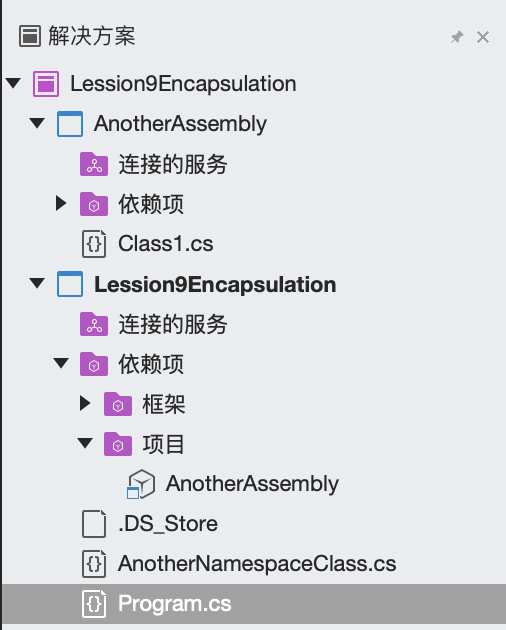 解决方案
Lession9Encapsulation
AnotherAssembly
连接的服务
依赖项
Class1.cs
Lession9Encapsulation
连接的服务
依赖项
框架
项目
AnotherAssembly
.DS_Store
AnotherNamespaceClass.cs
Program.cs